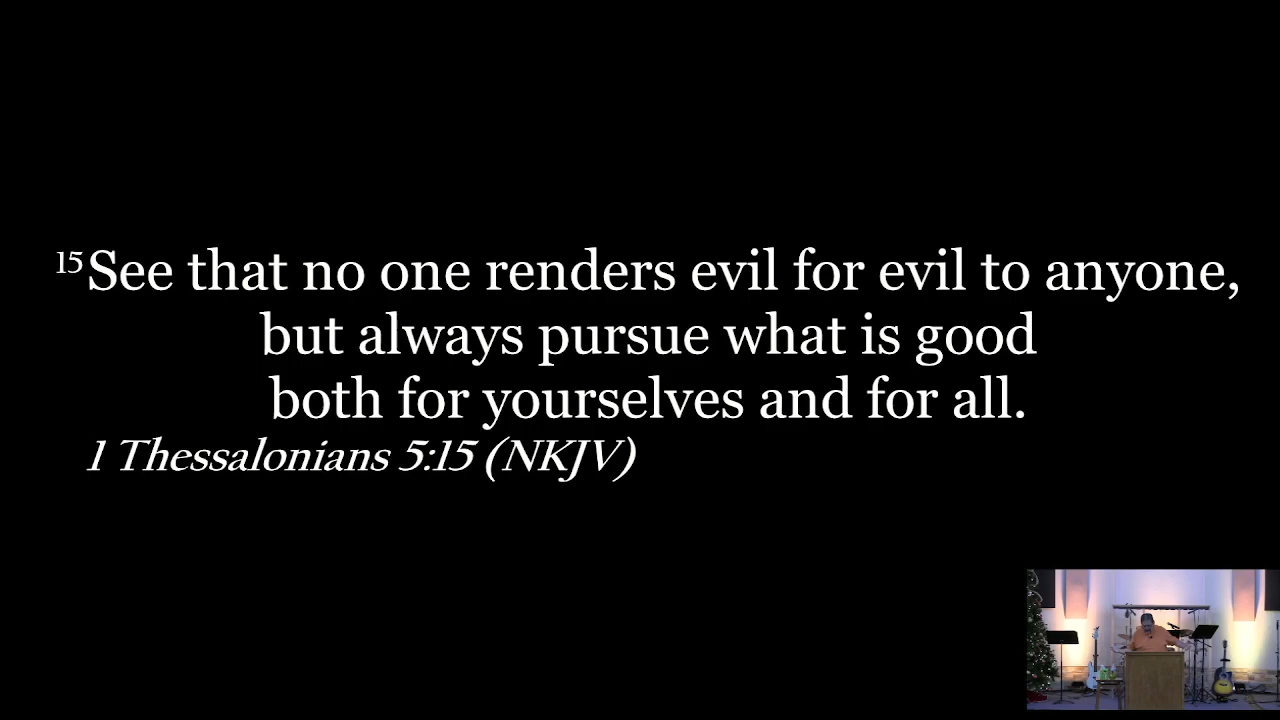 15See that no one renders evil for evil to anyone,
but always pursue what is good
both for yourselves and for all.
1 Thessalonians 5:15 (NKJV)